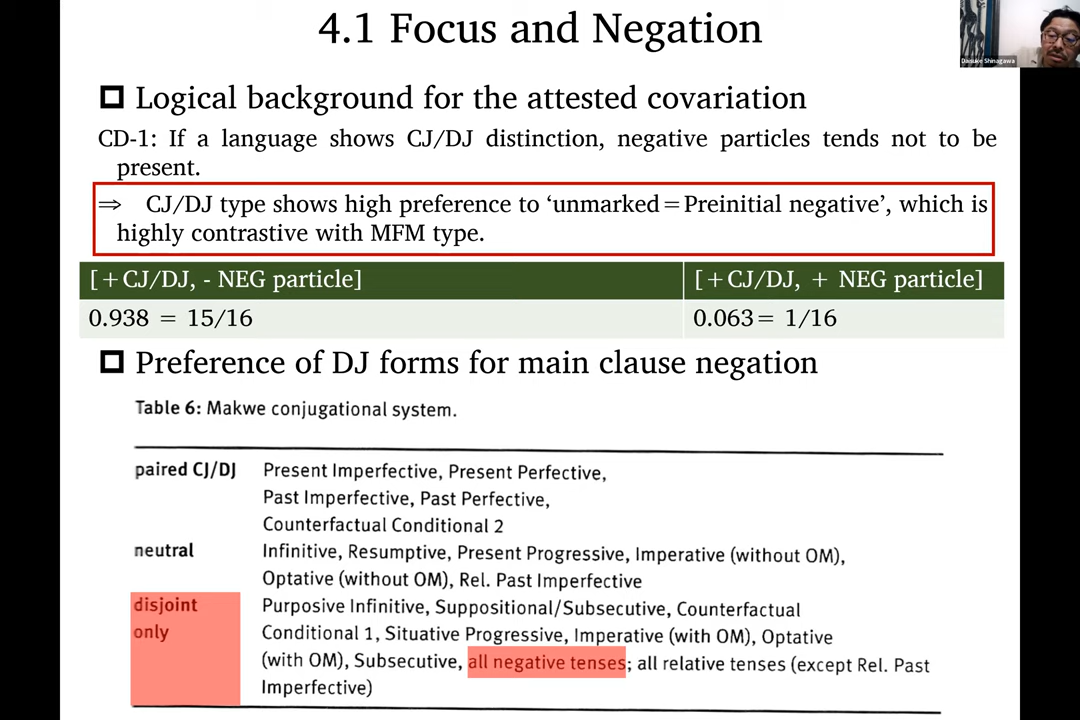 4.1 Focus and Negation
Daisuke Shinagawa
Logical background for the attested covariation
CD-1: If a language shows CJ/DJ distinction, negative particles tends not to be
present.
⇒ CJ/DJ type shows high preference to ‘unmarked=Preinitial negative’, which is
highly contrastive with MFM type.
[+CJ/DJ, - NEG particle] [+CJ/DJ, + NEG particle]
0.938 = 15/16 0.063= 1/16
Preference of DJ forms for main clause negation
Table 6: Makwe conjugational system.
paired CJ/DJ Present Imperfective, Present Perfective,
Past Imperfective, Past Perfective,
Counterfactual Conditional 2
neutral Infinitive, Resumptive, Present Progressive, Imperative (without OM),
Optative (without OM), Rel. Past Imperfective
disjoint Purposive Infinitive, Suppositional/Subsecutive, Counterfactual
only Conditional 1, Situative Progressive, Imperative (with OM), Optative
(with OM), Subsecutive, all negative tenses; all relative tenses (except Rel. Past
Imperfective)